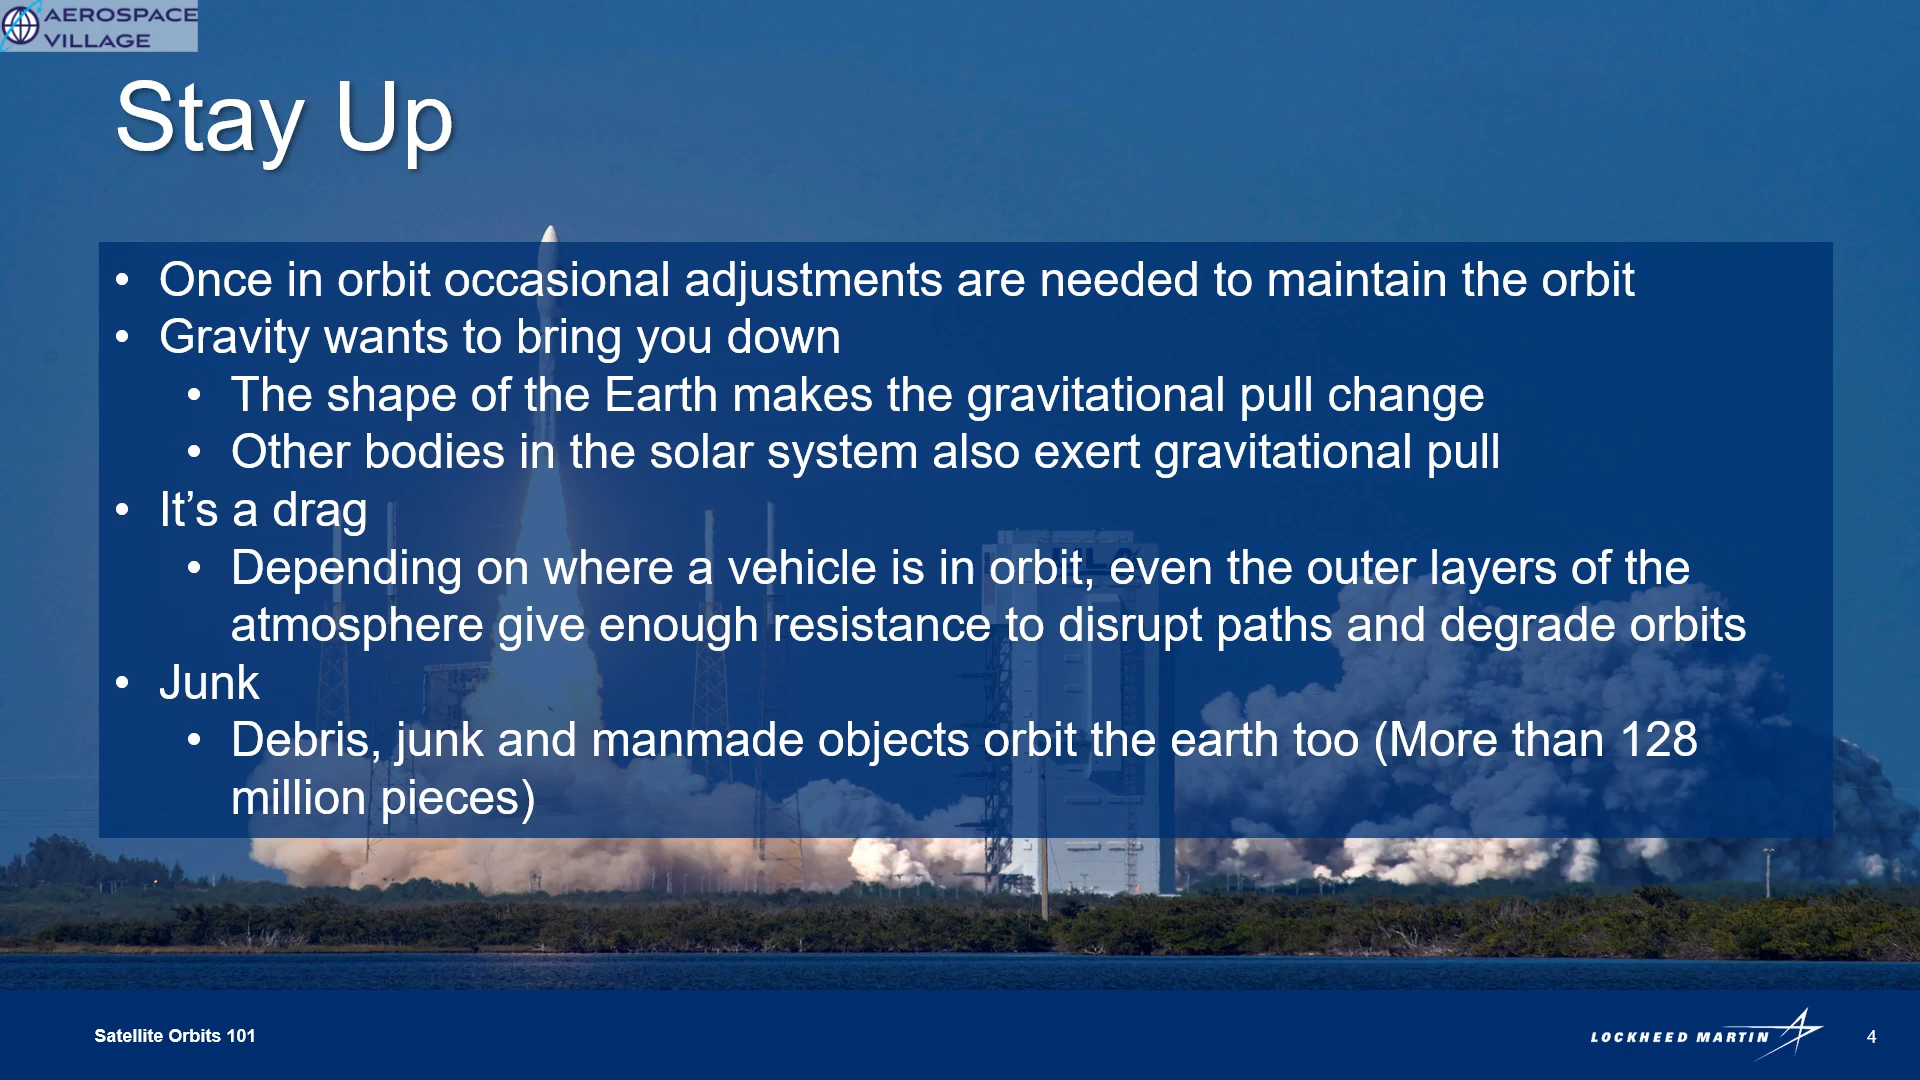 AEROSPACE
VILLAGE
Stay Up
• Once in orbit occasional adjustments are needed to maintain the orbit
• Gravity wants to bring you down
• The shape of the Earth makes the gravitational pull change
• Other bodies in the solar system also exert gravitational pull
• It’s a drag
• Depending on where a vehicle is in orbit, even the outer layers of the
atmosphere give enough resistance to disrupt paths and degrade orbits
• Junk
• Debris, junk and manmade objects orbit the earth too (More than 128
million pieces)
Satellite Orbits 101
LOCKHEED MARTIN
4